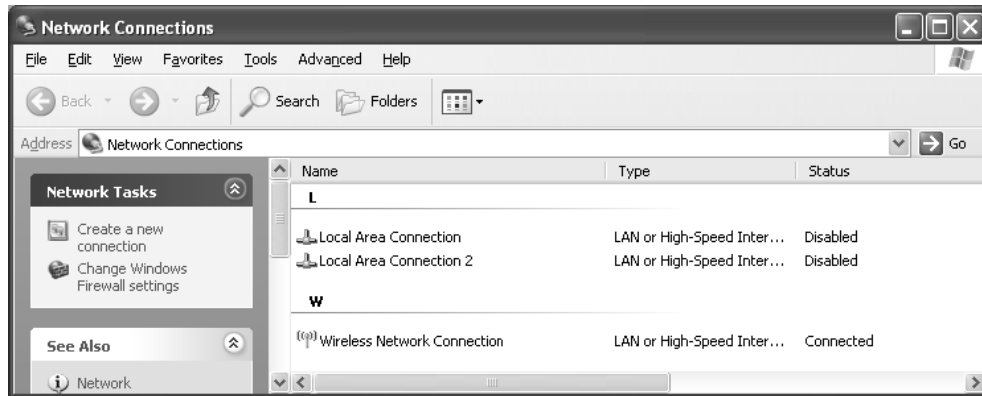 Network Connections
File Edit View Favorites Tools Advanced Help
Back Search Folders
Address Network Connections Go
Name Type Status
Network Tasks
Create a new
connection
Change Windows
Firewall settings
See Also
Network
L
Local Area Connection LAN or High-Speed Inter... Disabled
Local Area Connection 2 LAN or High-Speed Inter... Disabled
W
Wireless Network Connection LAN or High-Speed Inter... Connected